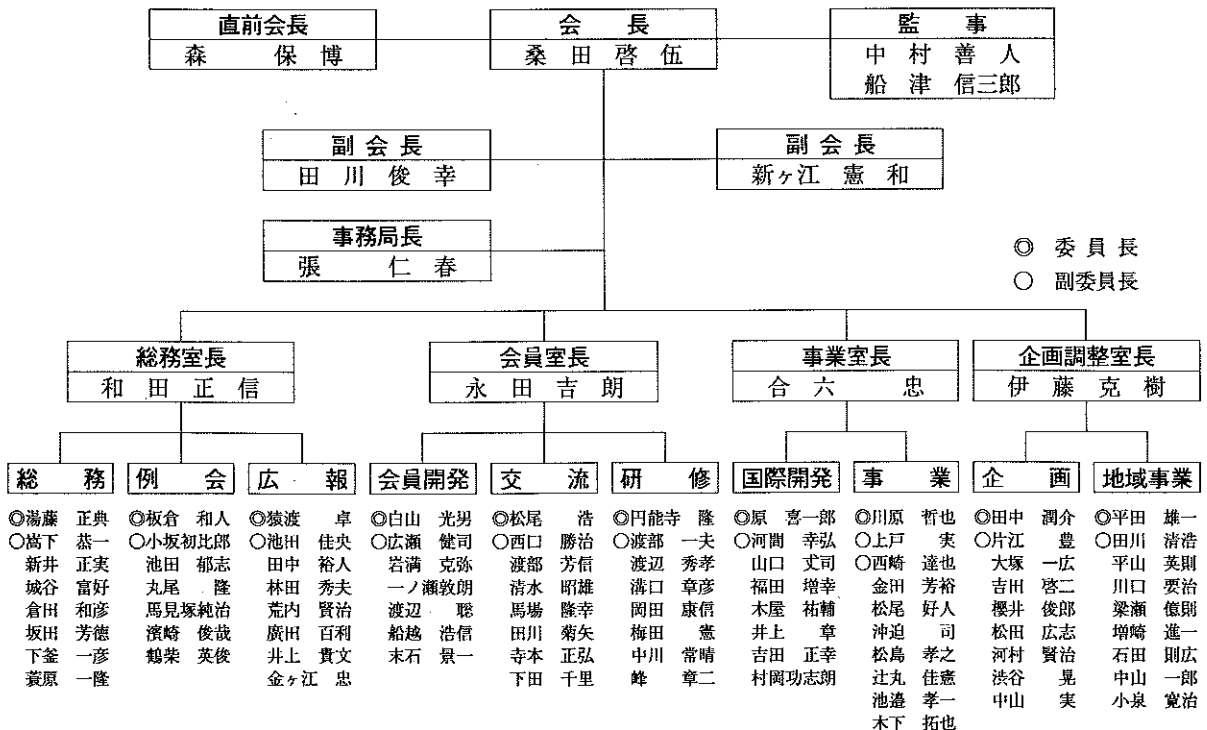 直前会長
森 保博
会長
桑田啓伍
監事
中村善人
船津信三郎
副会長
田川俊幸
副会長
新ヶ江憲和
事務局長
張 仁春
◎ 委員長
○ 副委員長
総務室長
和田正信
会員室長
永田吉朗
事業室長
合六 忠
企画調整室長
伊藤克樹
総務
◎湯藤 正典
○嵩下 恭一
新井 正実
城谷 富好
倉田 和彦
坂田 芳徳
下釜 一彦
蓑原 一隆
例会
◎板倉 和人
○小坂初比郎
池田 郁志
丸尾 隆
馬見塚純治
濱崎 俊哉
鶴柴 英俊
広報
◎猿渡 卓
○池田 佳央
田中 裕人
林田 秀夫
荒内 賢治
廣田 百利
井上 貴文
金ヶ江 忠
会員開発
◎白山 光男
○広瀬 健司
岩満 克弥
一ノ瀬敦朗
渡辺 聡
船越 浩信
末石 景一
交流
◎松尾 浩
○西口 勝治
渡部 芳信
清水 昭雄
馬場 隆幸
田川 菊矢
寺本 正弘
下田 千里
研修
◎円能寺 隆
○渡部 一夫
渡辺 秀孝
溝口 章彦
岡田 康信
梅田 憲
中川 常晴
峰 章二
国際開発
◎原 喜一郎
○河間 幸弘
山口 丈司
福田 増幸
木屋 祐輔
井上 章
吉田 正幸
村岡功志朗
事業
◎川原 哲也
○上戸 実
○西崎 達也
金田 芳裕
松尾 好人
沖迫 司
松島 孝之
辻丸 佳憲
池邉 孝一
木下 拓也
企画
◎田中 潤介
○片江 豊
大塚 一広
吉田 啓二
櫻井 俊郎
松田 広志
河村 賢治
渋谷 晃
中山 実
地域事業
◎平田 雄一
○田川 清浩
平山 英則
川口 要治
梁瀬 億則
増崎 進一
石田 則広
中山 一郎
小泉 寛治